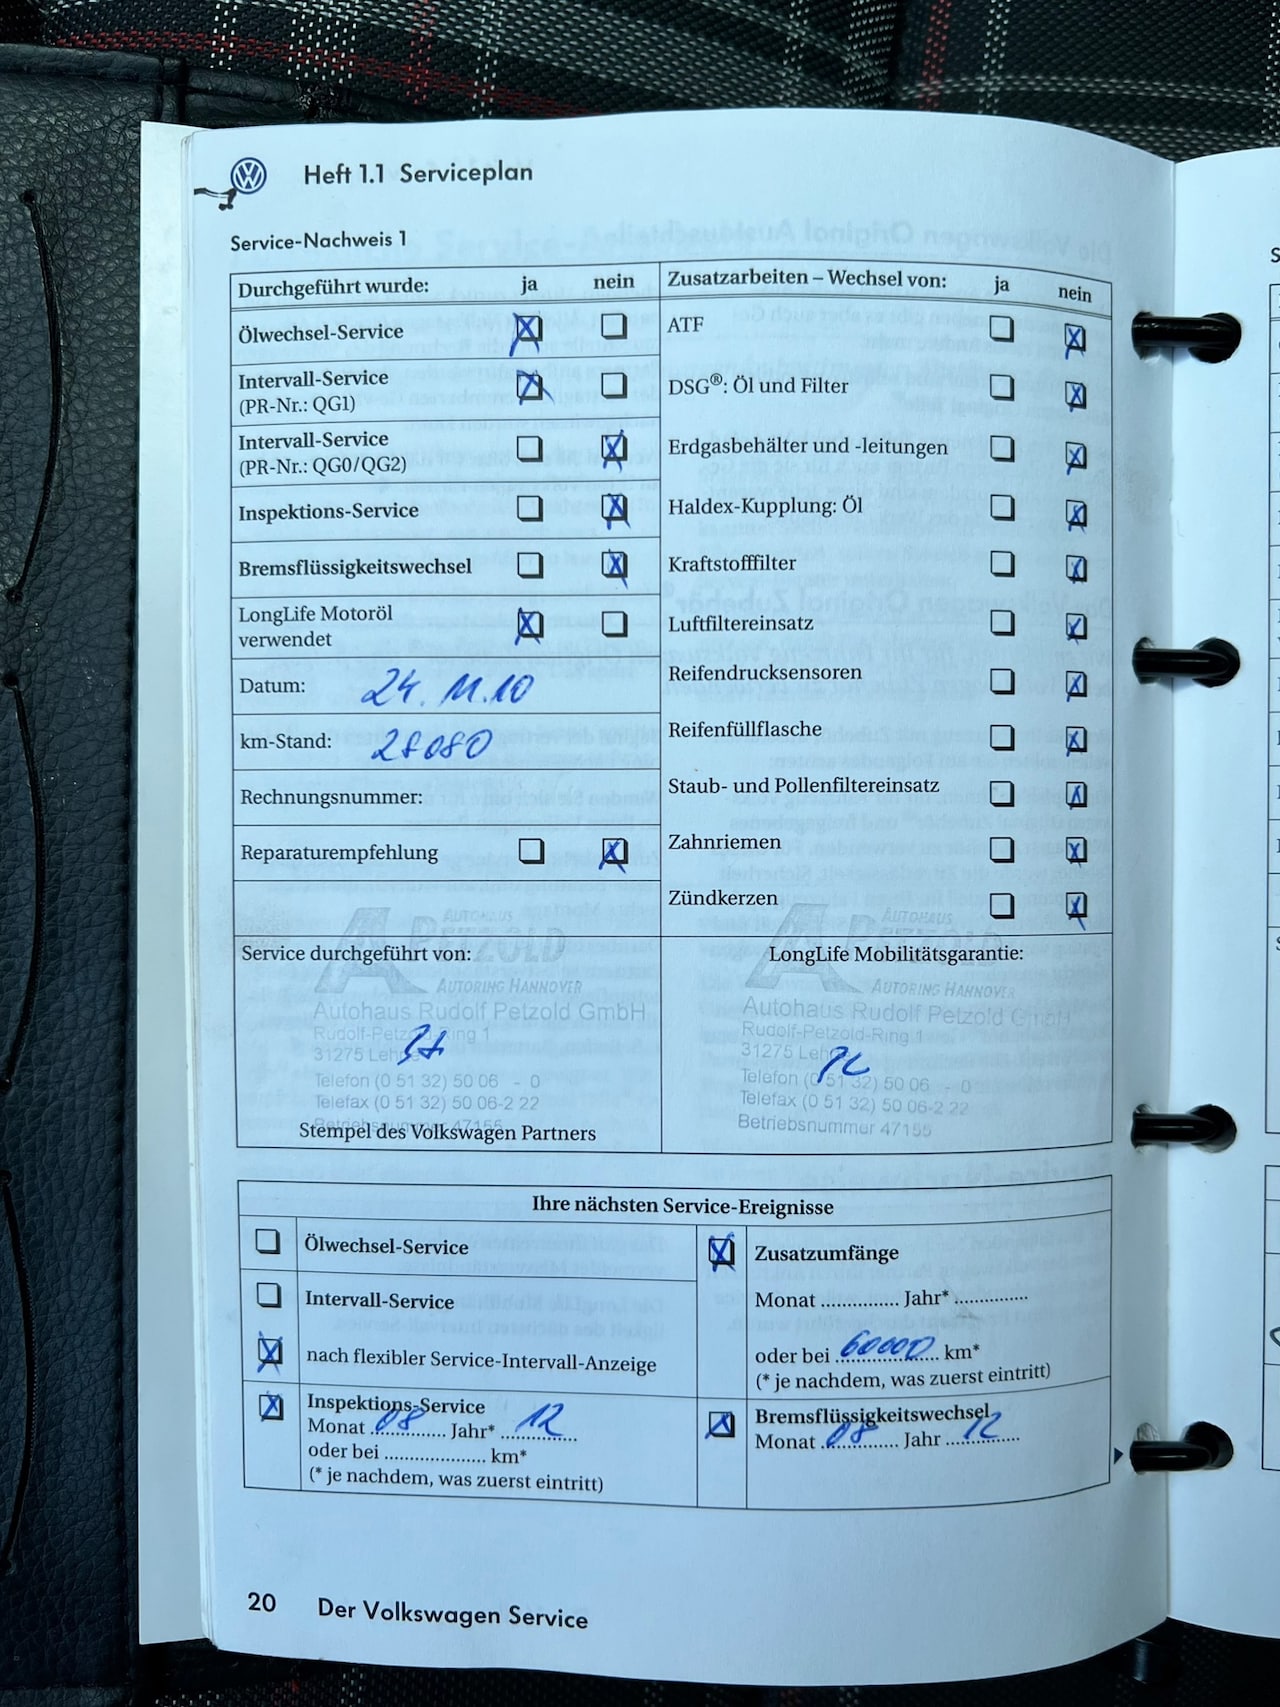 Heft 1.1 Serviceplan
Service-Nachweis 1
Durchgeführt wurde: ja nein
Ölwechsel-Service
Intervall-Service
(PR-Nr.: QG1)
Intervall-Service
(PR-Nr.: QG0/QG2)
Inspektions-Service
Bremsflüssigkeitswechsel
LongLife Motoröl
verwendet
Datum: 24.11.10
km-Stand: 28080
Rechnungsnummer:
Reparaturempfehlung
Zusatzarbeiten – Wechsel von: ja nein
ATF
DSG®: Öl und Filter
Erdgasbehälter und -leitungen
Haldex-Kupplung: Öl
Kraftstofffilter
Luftfiltereinsatz
Reifendrucksensoren
Reifenfüllflasche
Staub- und Pollenfiltereinsatz
Zahnriemen
Zündkerzen
Service durchgeführt von:
AUTOHAUS
PETZOLD
AUTORING HANNOVER
Autohaus Rudolf Petzold GmbH
Rudolf-Petzold-Ring 1
31275 Lehrte
Telefon (0 51 32) 50 06 - 0
Telefax (0 51 32) 50 06-2 22
Betriebsnummer 47155
Stempel des Volkswagen Partners
LongLife Mobilitätsgarantie:
AUTOHAUS
PETZOLD
AUTORING HANNOVER
Autohaus Rudolf Petzold GmbH
Rudolf-Petzold-Ring 1
31275 Lehrte
Telefon (0 51 32) 50 06 - 0
Telefax (0 51 32) 50 06-2 22
Betriebsnummer 47155
Ihre nächsten Service-Ereignisse
Ölwechsel-Service
Intervall-Service
nach flexibler Service-Intervall-Anzeige
Inspektions-Service
Monat 08 Jahr* 12
oder bei .................... km*
(* je nachdem, was zuerst eintritt)
Zusatzumfänge
Monat ............... Jahr* ..............
oder bei 60000 km*
(* je nachdem, was zuerst eintritt)
Bremsflüssigkeitswechsel
Monat 08 Jahr 12
20 Der Volkswagen Service